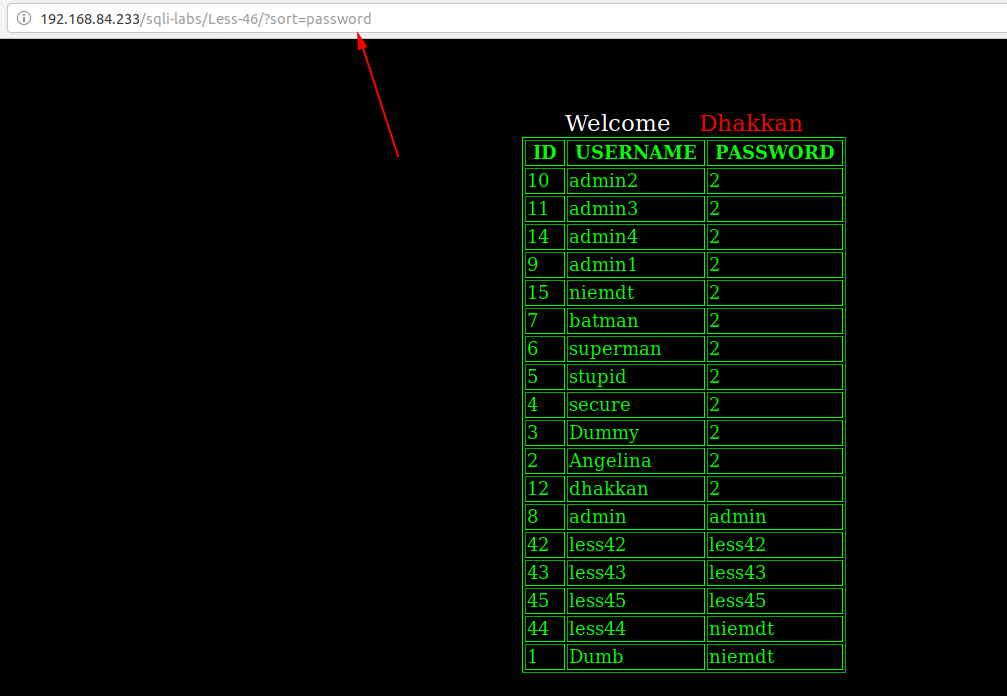 192.168.84.233/sqli-labs/Less-46/?sort=password
Welcome Dhakkan
ID USERNAME PASSWORD
10 admin2 2
11 admin3 2
14 admin4 2
9 admin1 2
15 niemdt 2
7 batman 2
6 superman 2
5 stupid 2
4 secure 2
3 Dummy 2
2 Angelina 2
12 dhakkan 2
8 admin admin
42 less42 less42
43 less43 less43
45 less45 less45
44 less44 niemdt
1 Dumb niemdt